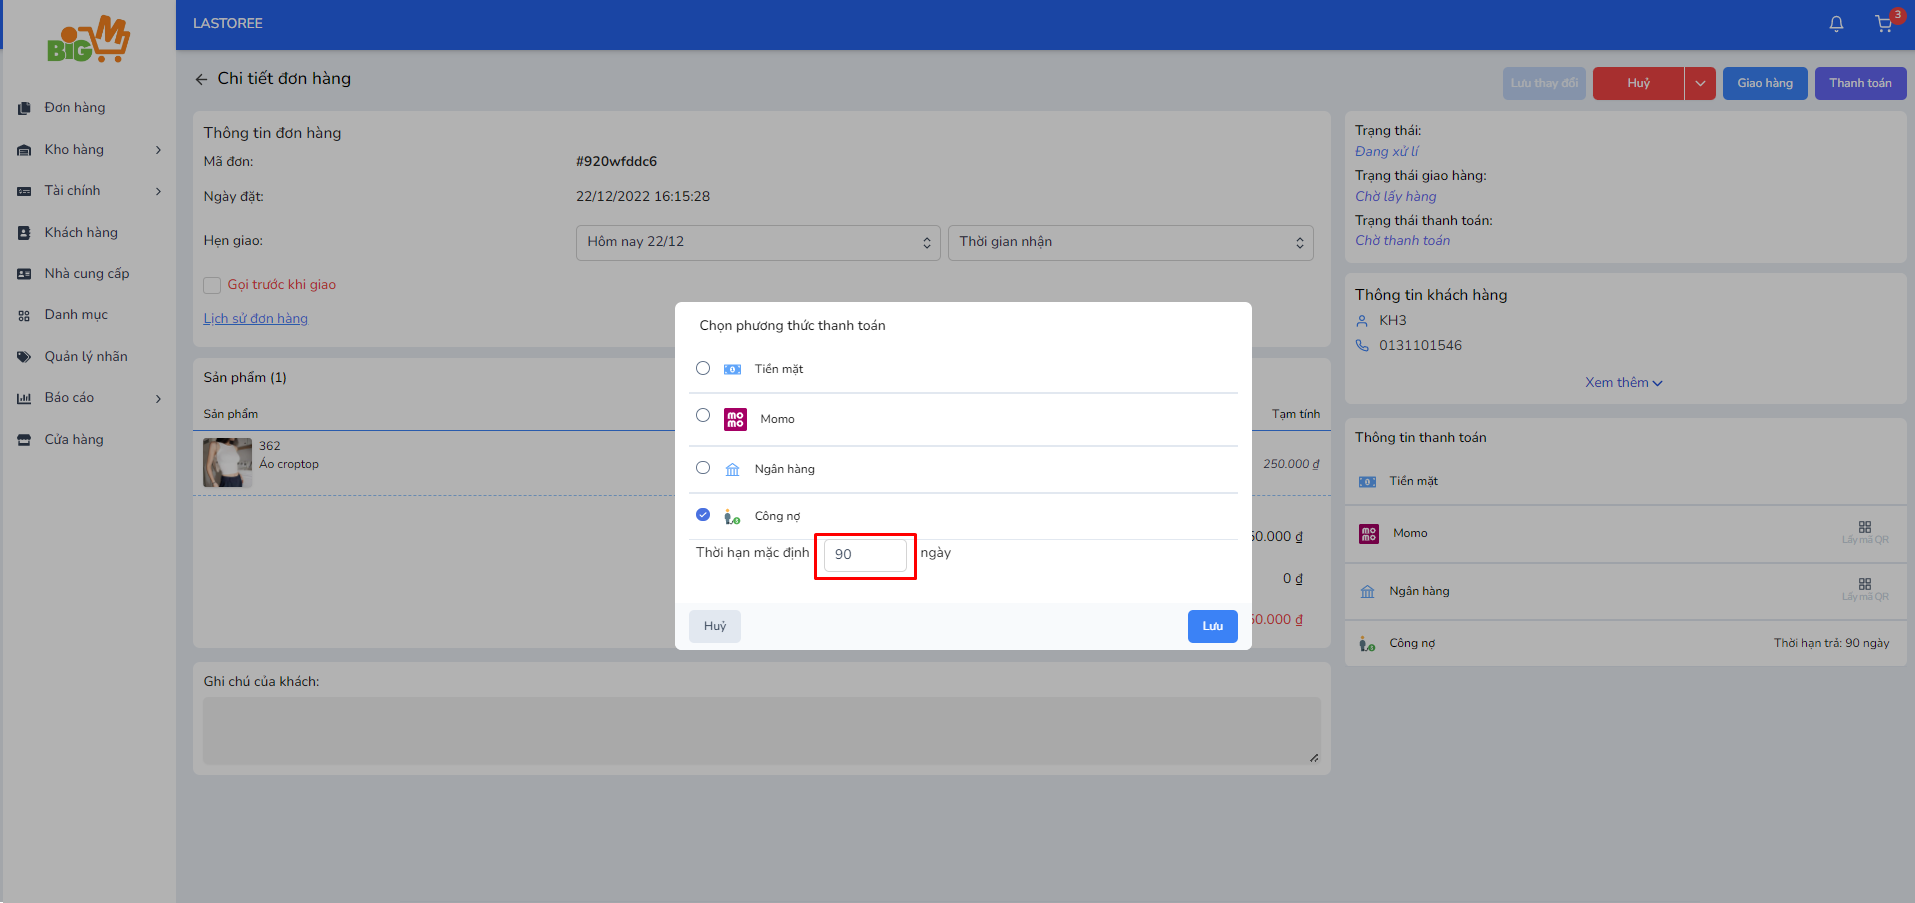 BIG M
LASTOREE
3
Đơn hàng
Kho hàng
Tài chính
Khách hàng
Nhà cung cấp
Danh mục
Quản lý nhãn
Báo cáo
Cửa hàng
Chi tiết đơn hàng
Lưu thay đổi
Huỷ
Giao hàng
Thanh toán
Thông tin đơn hàng
Mã đơn: #920wfddc6
Ngày đặt: 22/12/2022 16:15:28
Hẹn giao: Hôm nay 22/12 Thời gian nhận
Gọi trước khi giao
Lịch sử đơn hàng
Sản phẩm (1)
Sản phẩm Tạm tính
362
Áo croptop
250.000 ₫
50.000 ₫
0 ₫
50.000 ₫
Ghi chú của khách:
Chọn phương thức thanh toán
Tiền mặt
mo
mo
Momo
Ngân hàng
Công nợ
Thời hạn mặc định 90 ngày
Huỷ
Lưu
Trạng thái:
Đang xử lí
Trạng thái giao hàng:
Chờ lấy hàng
Trạng thái thanh toán:
Chờ thanh toán
Thông tin khách hàng
KH3
0131101546
Xem thêm
Thông tin thanh toán
Tiền mặt
mo
mo
Momo
Lấy mã QR
Ngân hàng
Lấy mã QR
Công nợ Thời hạn trả: 90 ngày